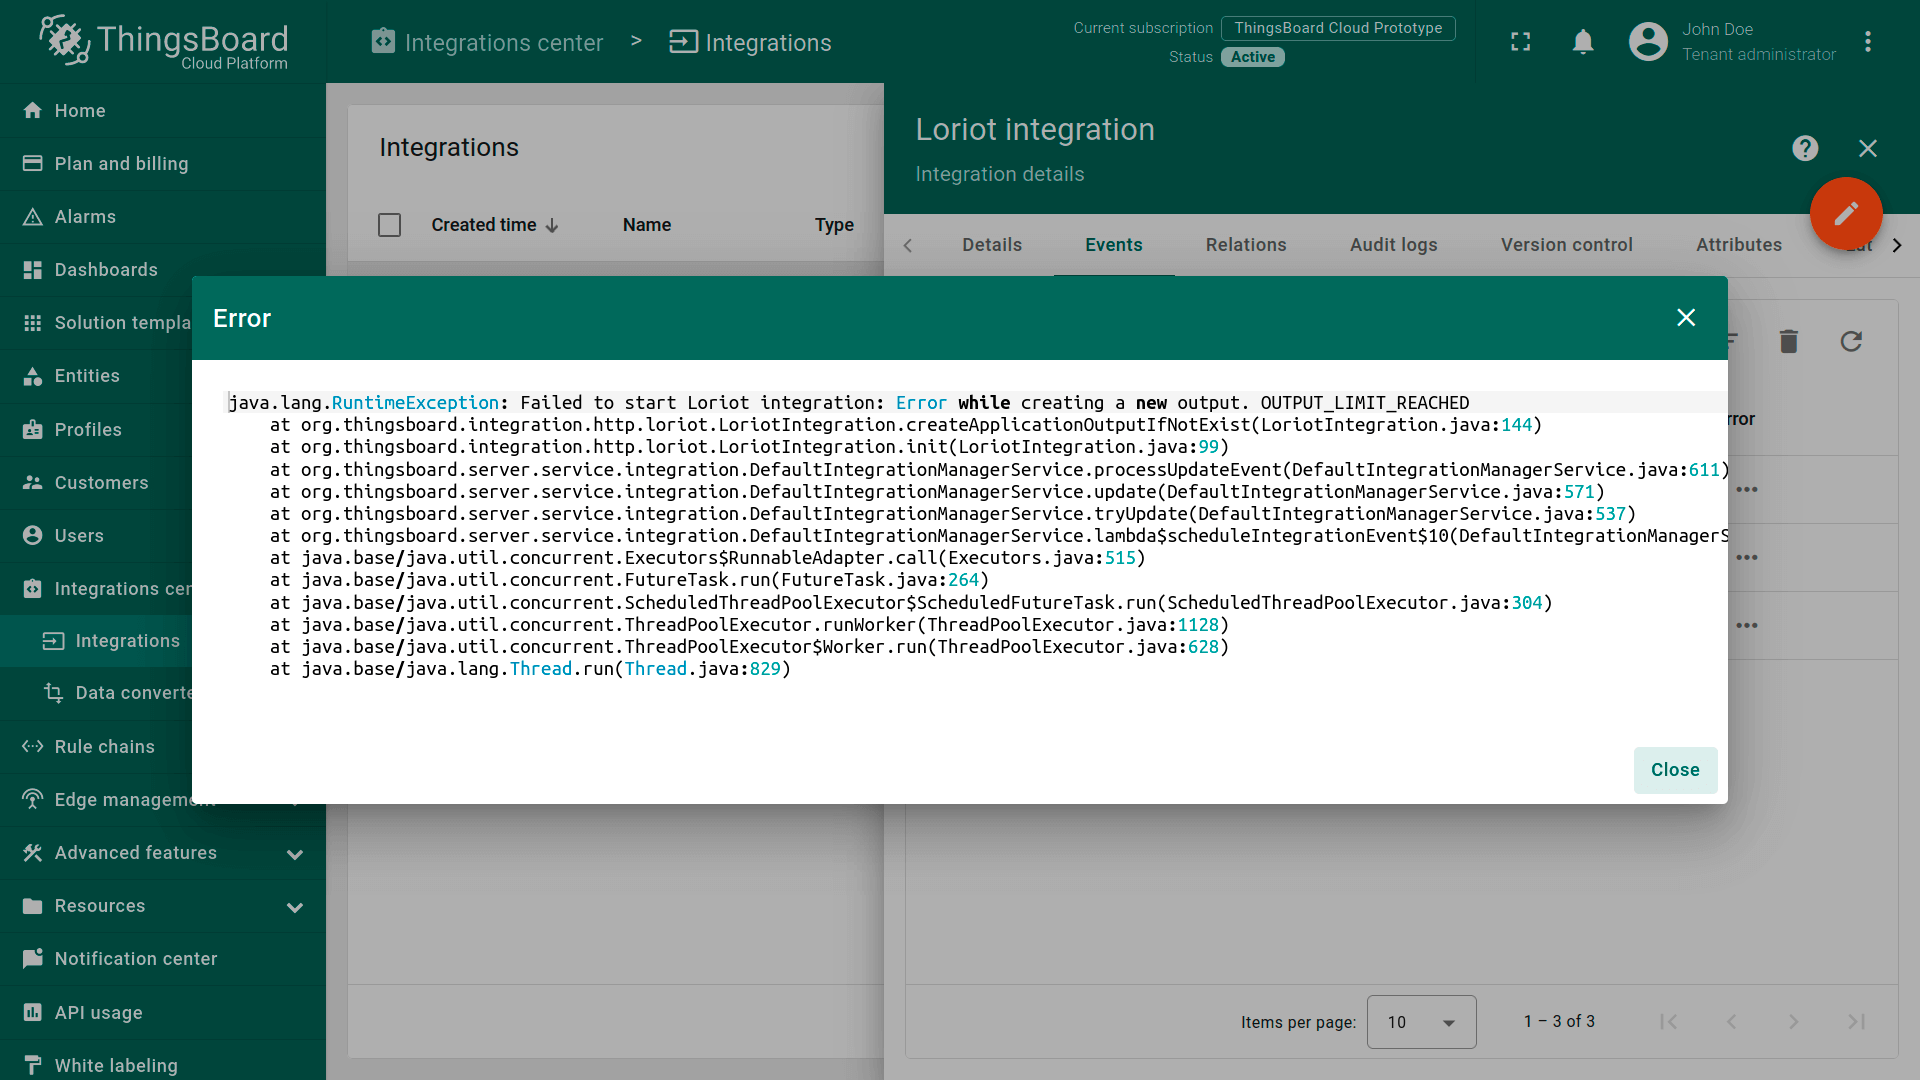 ThingsBoard
Cloud Platform
Integrations center > Integrations
Current subscription ThingsBoard Cloud Prototype
Status Active
John Doe
Tenant administrator
Home
Plan and billing
Alarms
Dashboards
Solution templa
Entities
Profiles
Customers
Users
Integrations cen
Integrations
Data converte
Rule chains
Edge management
Advanced features
Resources
Notification center
API usage
White labeling
Integrations
Created time Name Type
Loriot integration
Integration details
Details Events Relations Audit logs Version control Attributes Lat
rror
Error
java.lang.RuntimeException: Failed to start Loriot integration: Error while creating a new output. OUTPUT_LIMIT_REACHED
at org.thingsboard.integration.http.loriot.LoriotIntegration.createApplicationOutputIfNotExist(LoriotIntegration.java:144)
at org.thingsboard.integration.http.loriot.LoriotIntegration.init(LoriotIntegration.java:99)
at org.thingsboard.server.service.integration.DefaultIntegrationManagerService.processUpdateEvent(DefaultIntegrationManagerService.java:611)
at org.thingsboard.server.service.integration.DefaultIntegrationManagerService.update(DefaultIntegrationManagerService.java:571)
at org.thingsboard.server.service.integration.DefaultIntegrationManagerService.tryUpdate(DefaultIntegrationManagerService.java:537)
at org.thingsboard.server.service.integration.DefaultIntegrationManagerService.lambda$scheduleIntegrationEvent$10(DefaultIntegrationManagerS
at java.base/java.util.concurrent.Executors$RunnableAdapter.call(Executors.java:515)
at java.base/java.util.concurrent.FutureTask.run(FutureTask.java:264)
at java.base/java.util.concurrent.ScheduledThreadPoolExecutor$ScheduledFutureTask.run(ScheduledThreadPoolExecutor.java:304)
at java.base/java.util.concurrent.ThreadPoolExecutor.runWorker(ThreadPoolExecutor.java:1128)
at java.base/java.util.concurrent.ThreadPoolExecutor$Worker.run(ThreadPoolExecutor.java:628)
at java.base/java.lang.Thread.run(Thread.java:829)
Close
Items per page: 10 1 – 3 of 3